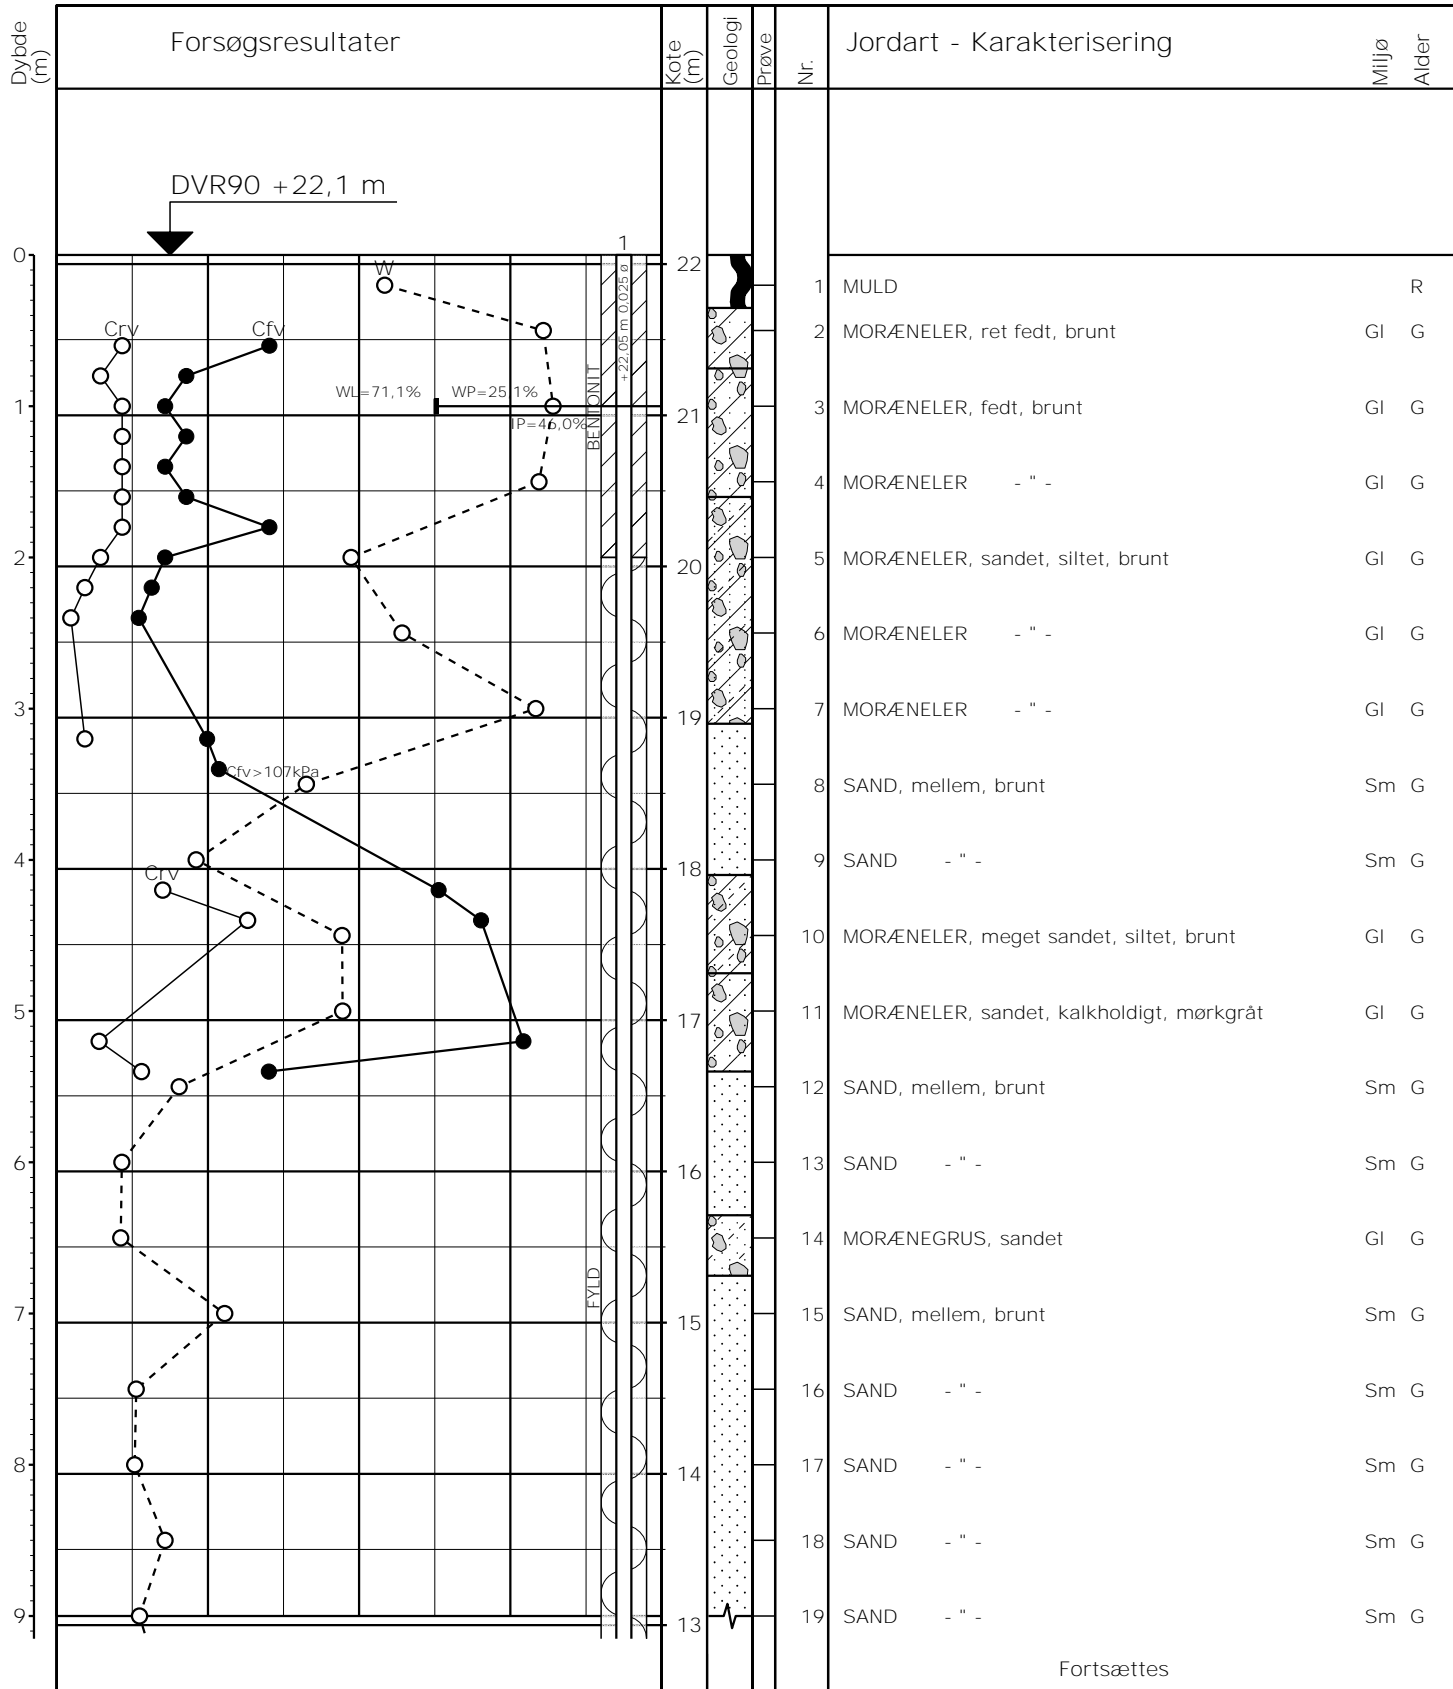 Dybde (m)
Forsøgsresultater
Kote (m)
Geologi
Prøve
Nr.
Jordart - Karakterisering
Miljø
Alder
DVR90 +22,1 m
1
+22,05 m 0,025 ø
0
W
22
1 MULD R
Crv
Cfv
2 MORÆNELER, ret fedt, brunt Gl G
WL=71,1%
WP=25,1%
IP=46,0%
BENTONIT
1
21
3 MORÆNELER, fedt, brunt Gl G
4 MORÆNELER - " - Gl G
2
20
5 MORÆNELER, sandet, siltet, brunt Gl G
6 MORÆNELER - " - Gl G
3
19
7 MORÆNELER - " - Gl G
Cfv>107kPa
8 SAND, mellem, brunt Sm G
4
18
9 SAND - " - Sm G
Crv
10 MORÆNELER, meget sandet, siltet, brunt Gl G
5
17
11 MORÆNELER, sandet, kalkholdigt, mørkgråt Gl G
12 SAND, mellem, brunt Sm G
6
16
13 SAND - " - Sm G
14 MORÆNEGRUS, sandet Gl G
FYLD
7
15
15 SAND, mellem, brunt Sm G
16 SAND - " - Sm G
8
14
17 SAND - " - Sm G
18 SAND - " - Sm G
9
13
19 SAND - " - Sm G
Fortsættes